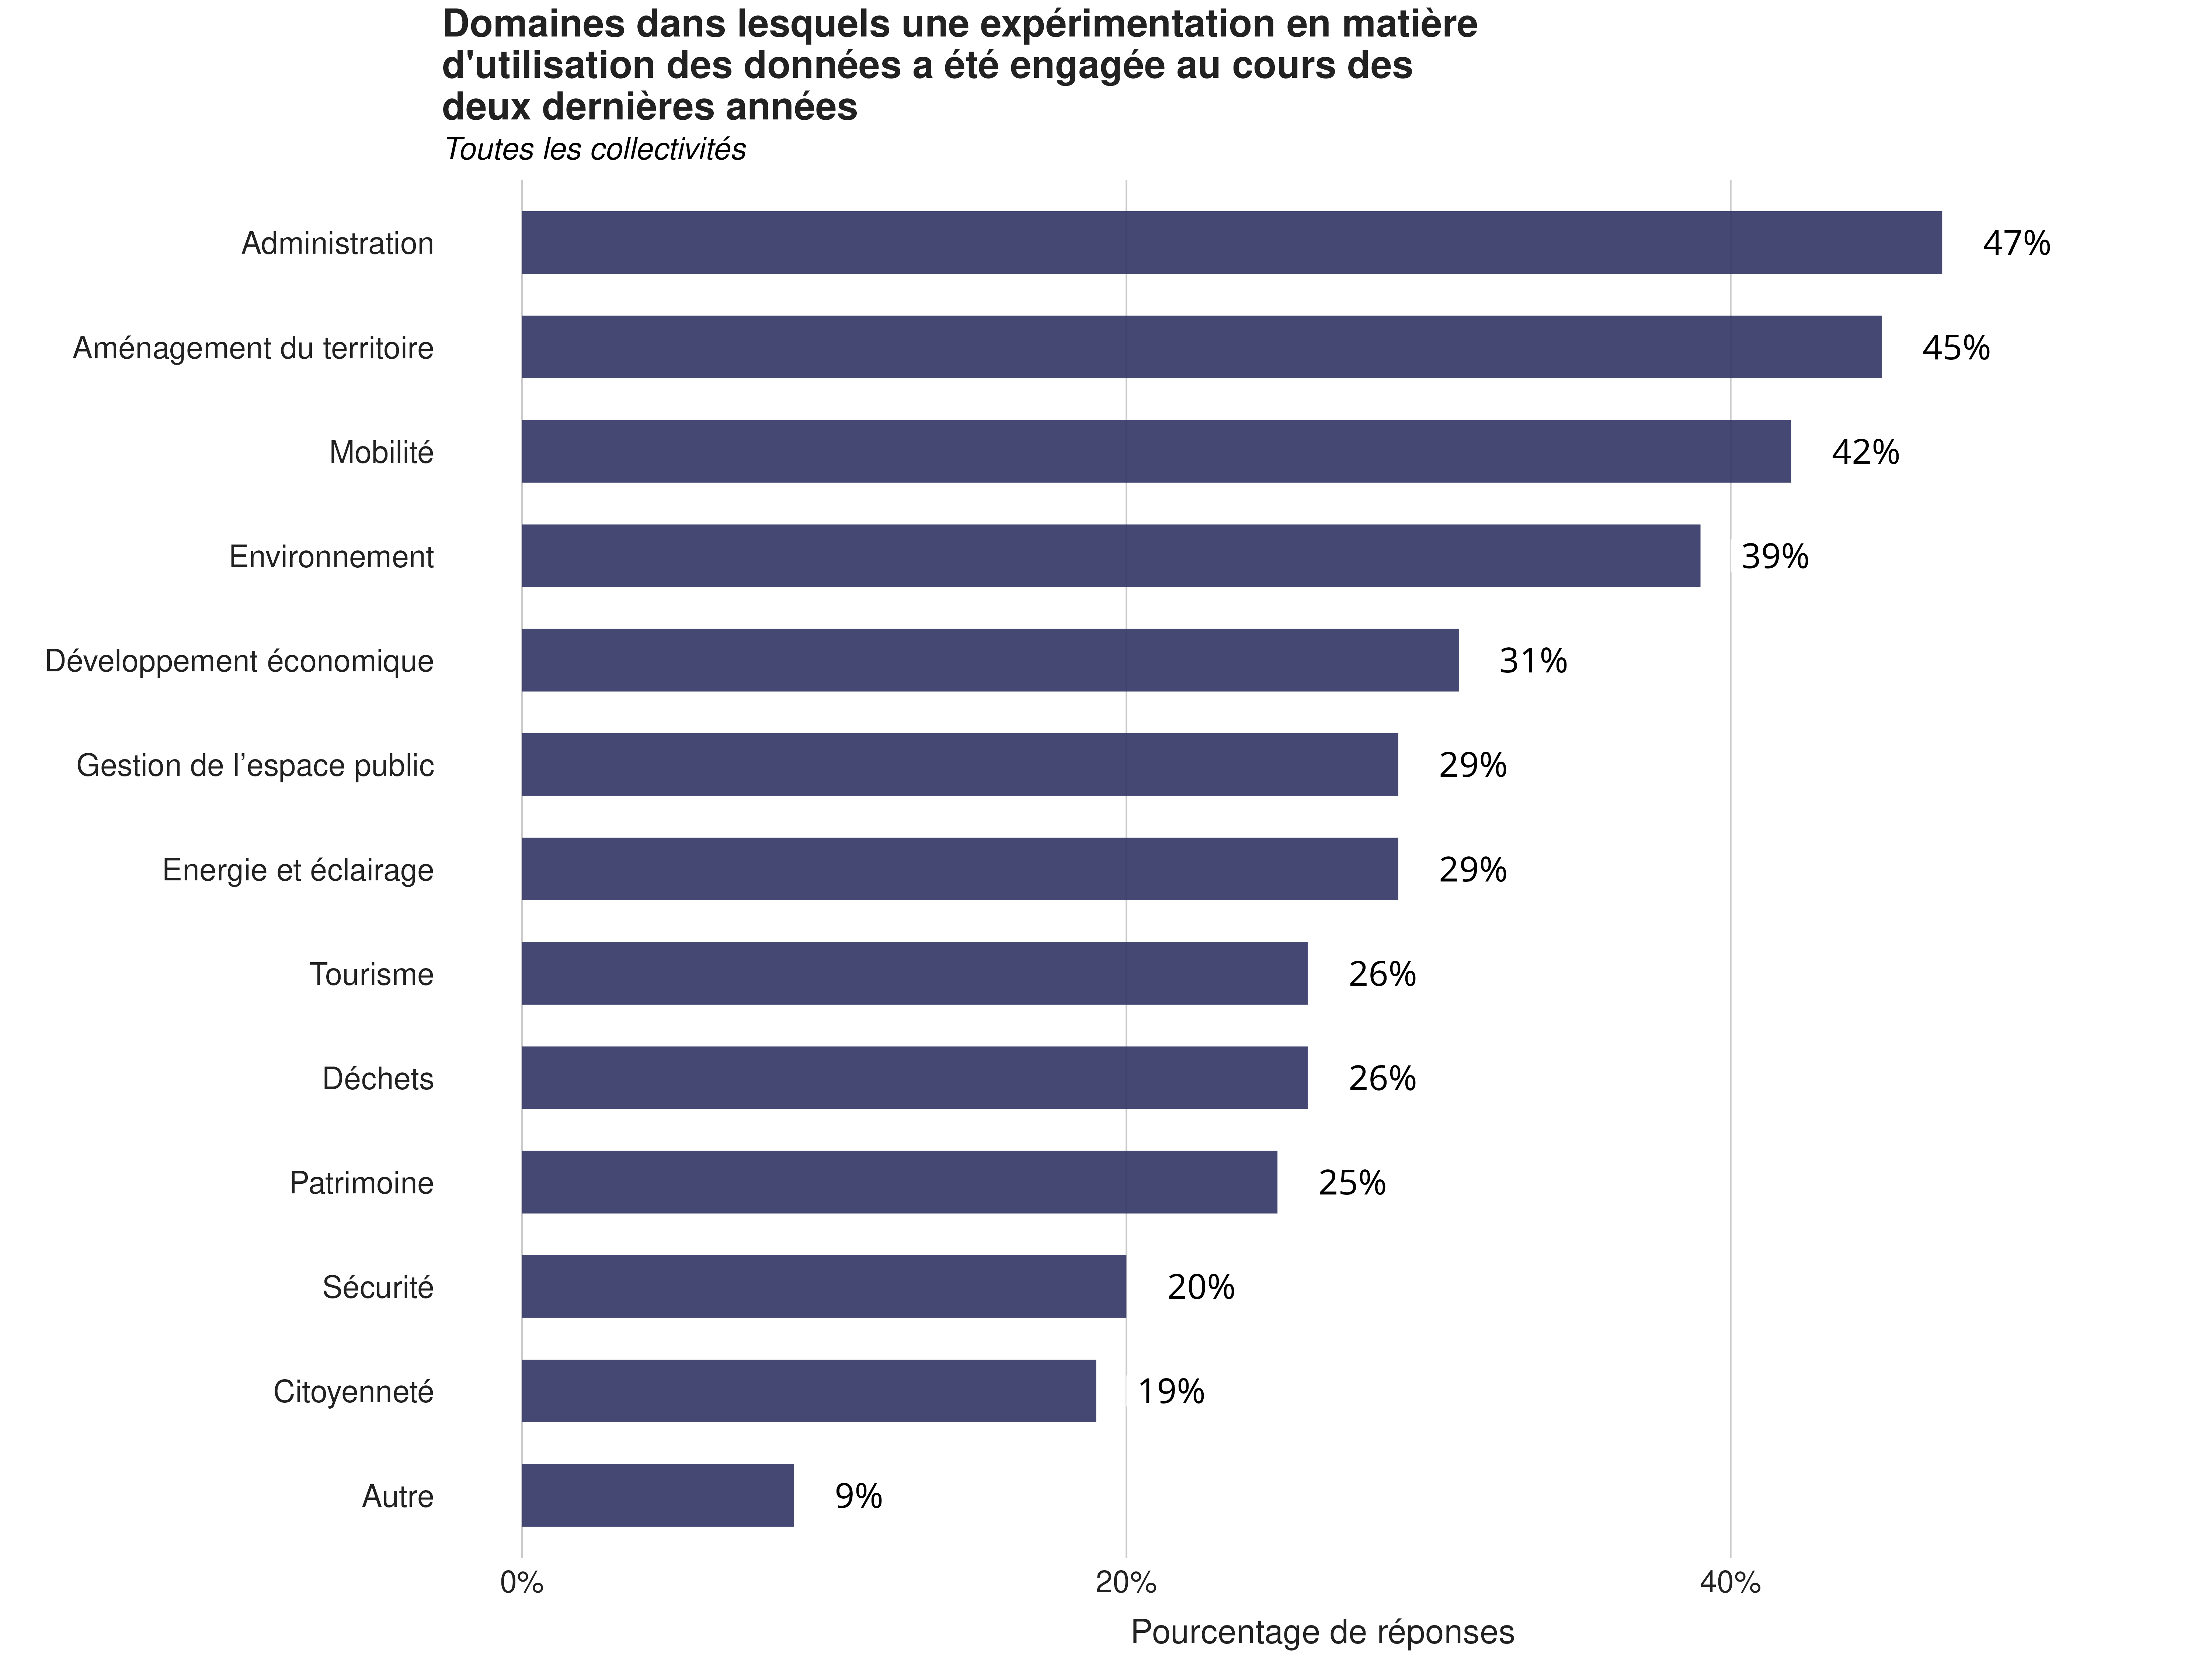 Domaines dans lesquels une expérimentation en matière
d'utilisation des données a été engagée au cours des
deux dernières années
Toutes les collectivités
Administration 47%
Aménagement du territoire 45%
Mobilité 42%
Environnement 39%
Développement économique 31%
Gestion de l’espace public 29%
Energie et éclairage 29%
Tourisme 26%
Déchets 26%
Patrimoine 25%
Sécurité 20%
Citoyenneté 19%
Autre 9%
0% 20% 40%
Pourcentage de réponses